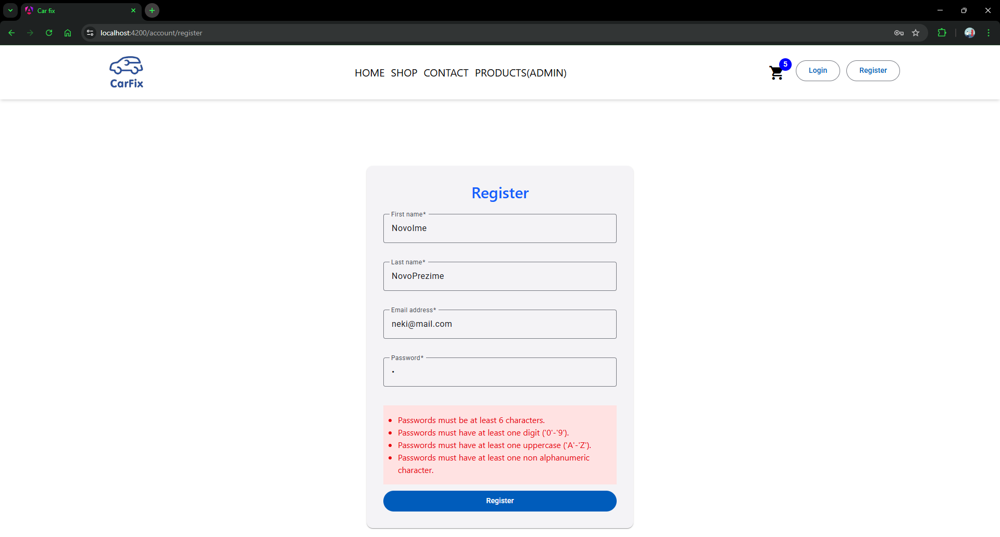 Car fix
localhost:4200/account/register
CarFix
HOME SHOP CONTACT PRODUCTS(ADMIN)
5
Login
Register
Register
First name*
NovoIme
Last name*
NovoPrezime
Email address*
neki@mail.com
Password*
Passwords must be at least 6 characters.
Passwords must have at least one digit ('0'-'9').
Passwords must have at least one uppercase ('A'-'Z').
Passwords must have at least one non alphanumeric
character.
Register